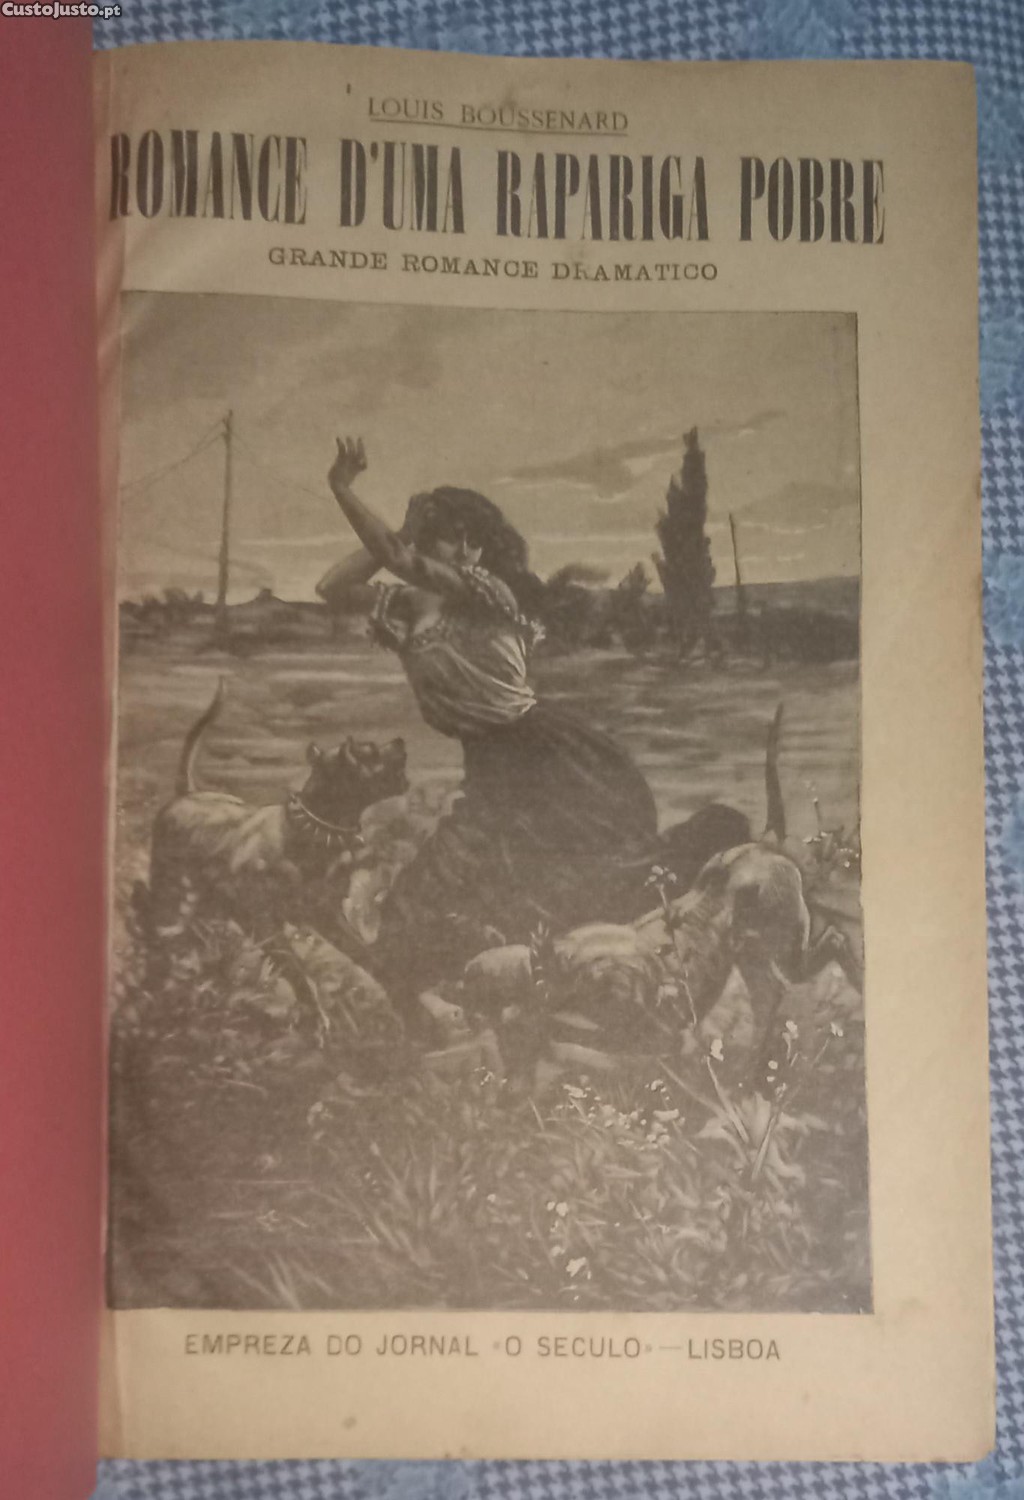 CustoJusto.pt
LOUIS BOUSSENARD
ROMANCE D'UMA RAPARIGA POBRE
GRANDE ROMANCE DRAMATICO
EMPREZA DO JORNAL «O SECULO»—LISBOA